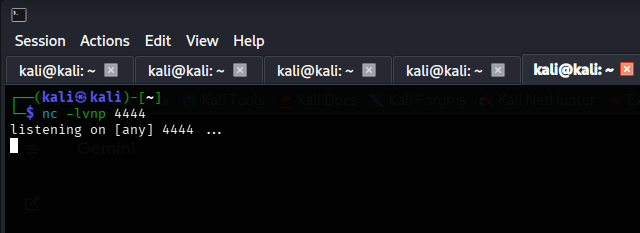 Session Actions Edit View Help
kali@kali: ~ kali@kali: ~ kali@kali: ~ kali@kali: ~ kali@kali: ~
┌──(kali㉿kali)-[~]
└─$ nc -lvnp 4444
listening on [any] 4444 ...
Kali Tools Kali Docs Kali Forums Kali NetHunter
Gemini